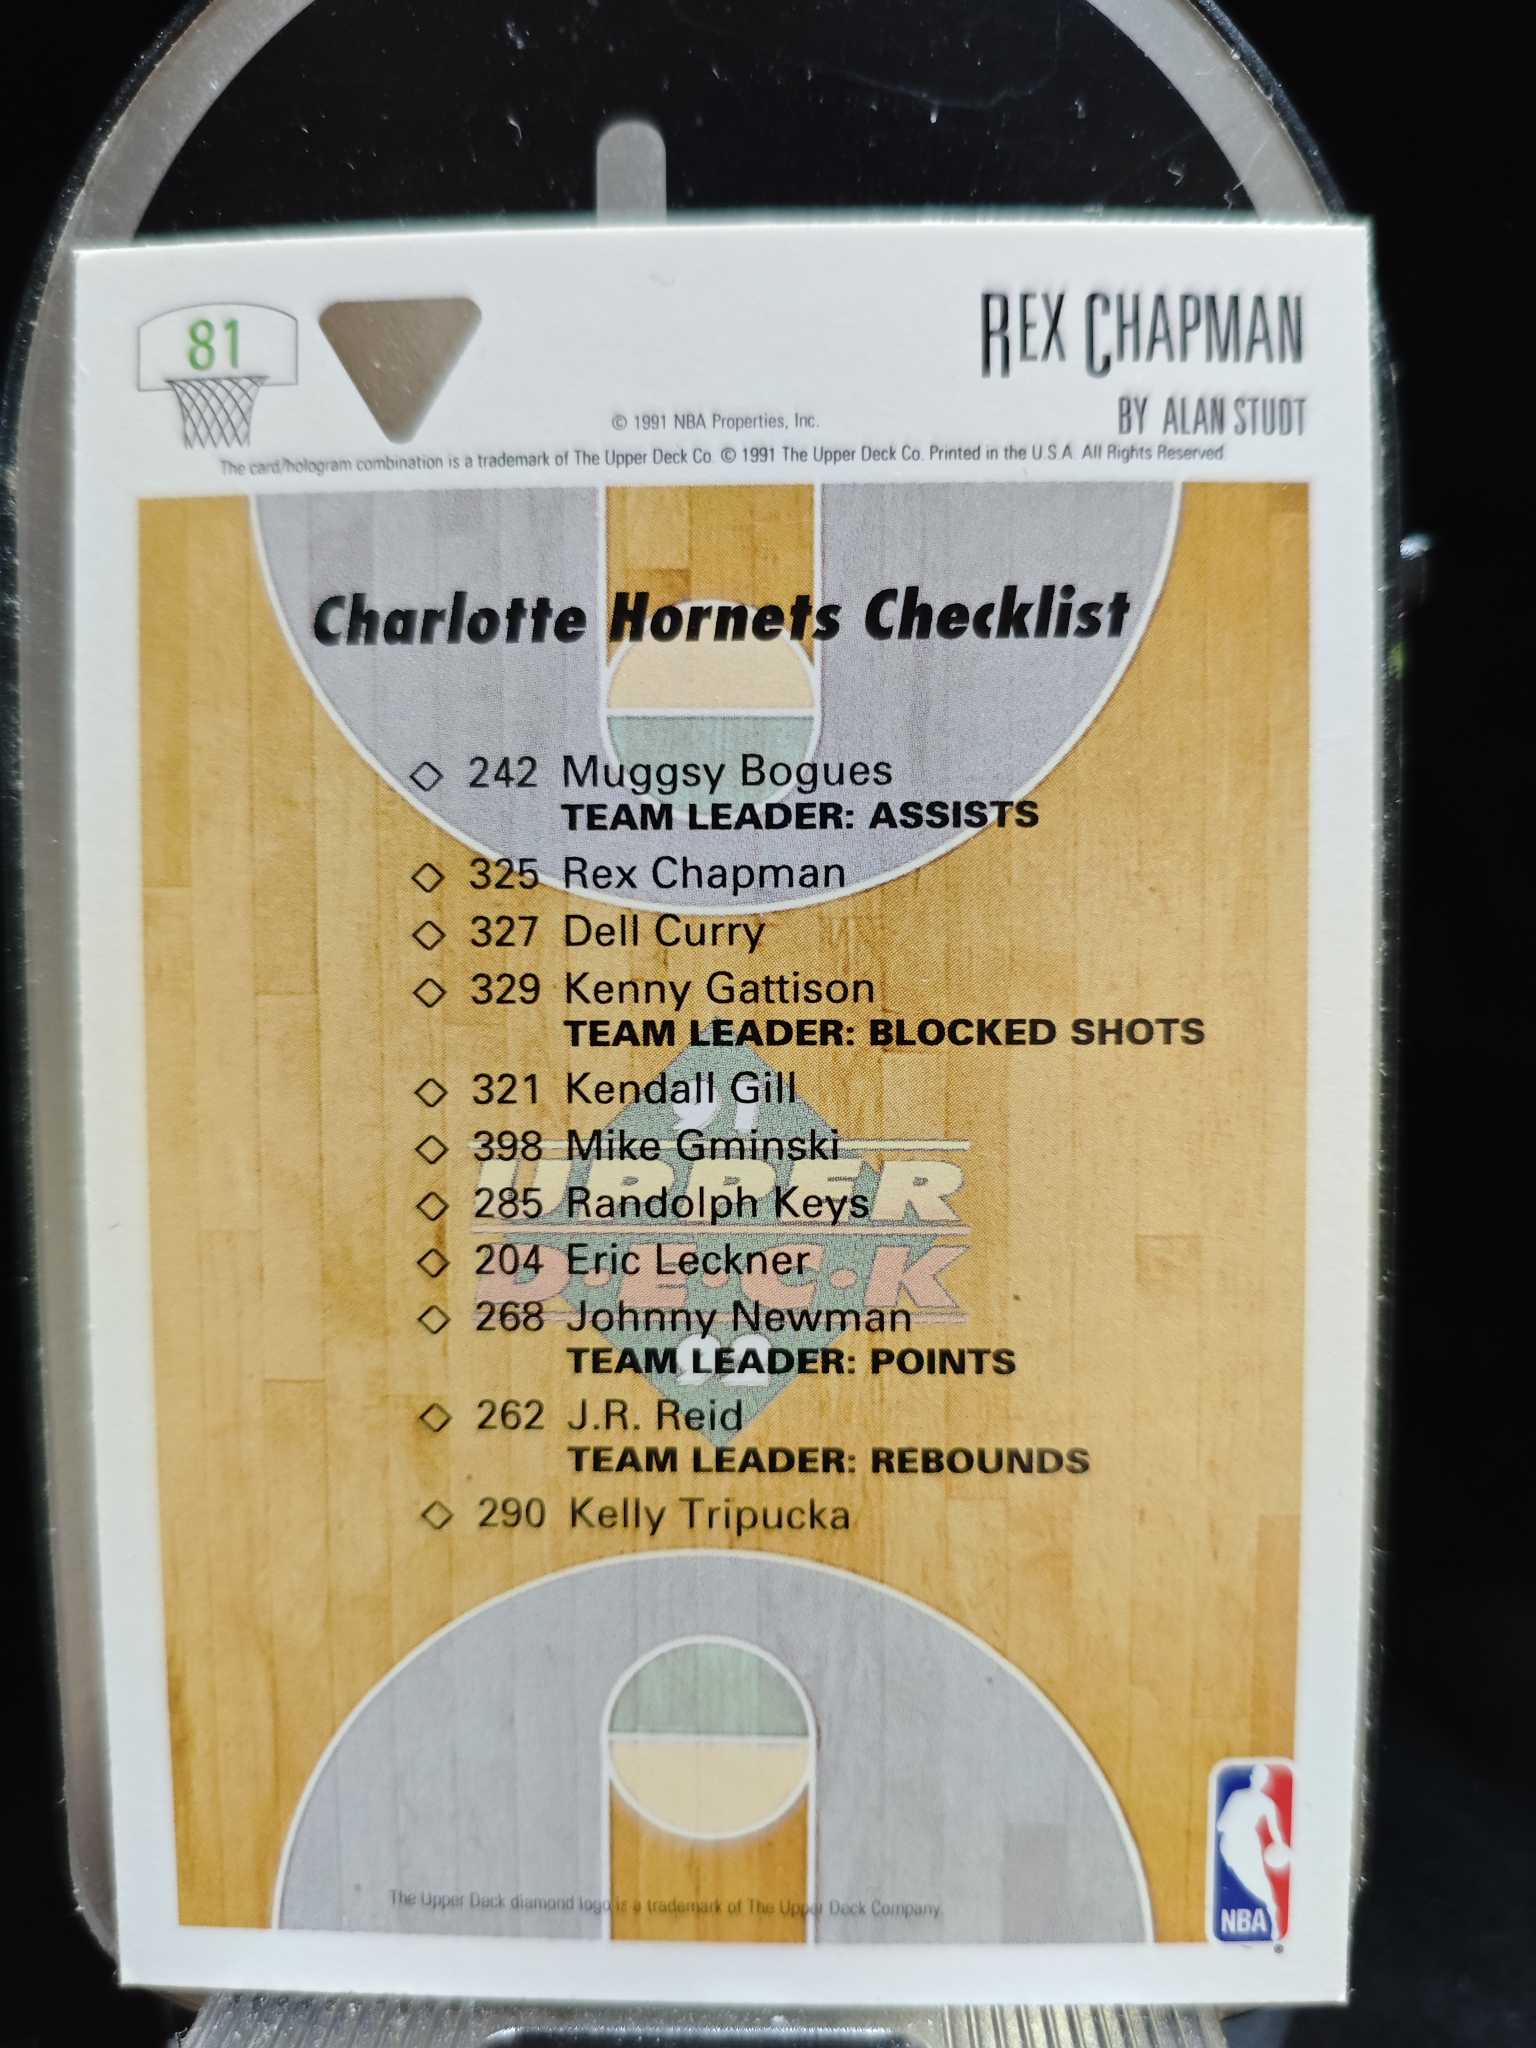 81
REX CHAPMAN
BY ALAN STUDT
© 1991 NBA Properties, Inc.
The card/hologram combination is a trademark of The Upper Deck Co. © 1991 The Upper Deck Co. Printed in the U.S.A. All Rights Reserved.
Charlotte Hornets Checklist
242 Muggsy Bogues
TEAM LEADER: ASSISTS
325 Rex Chapman
327 Dell Curry
329 Kenny Gattison
TEAM LEADER: BLOCKED SHOTS
321 Kendall Gill
91
398 Mike Gminski
UPPER
285 Randolph Keys
204 Eric Leckner
D·E·C·K
268 Johnny Newman
TEAM LEADER: POINTS
92
262 J.R. Reid
TEAM LEADER: REBOUNDS
290 Kelly Tripucka
The Upper Deck diamond logo is a trademark of The Upper Deck Company.
NBA